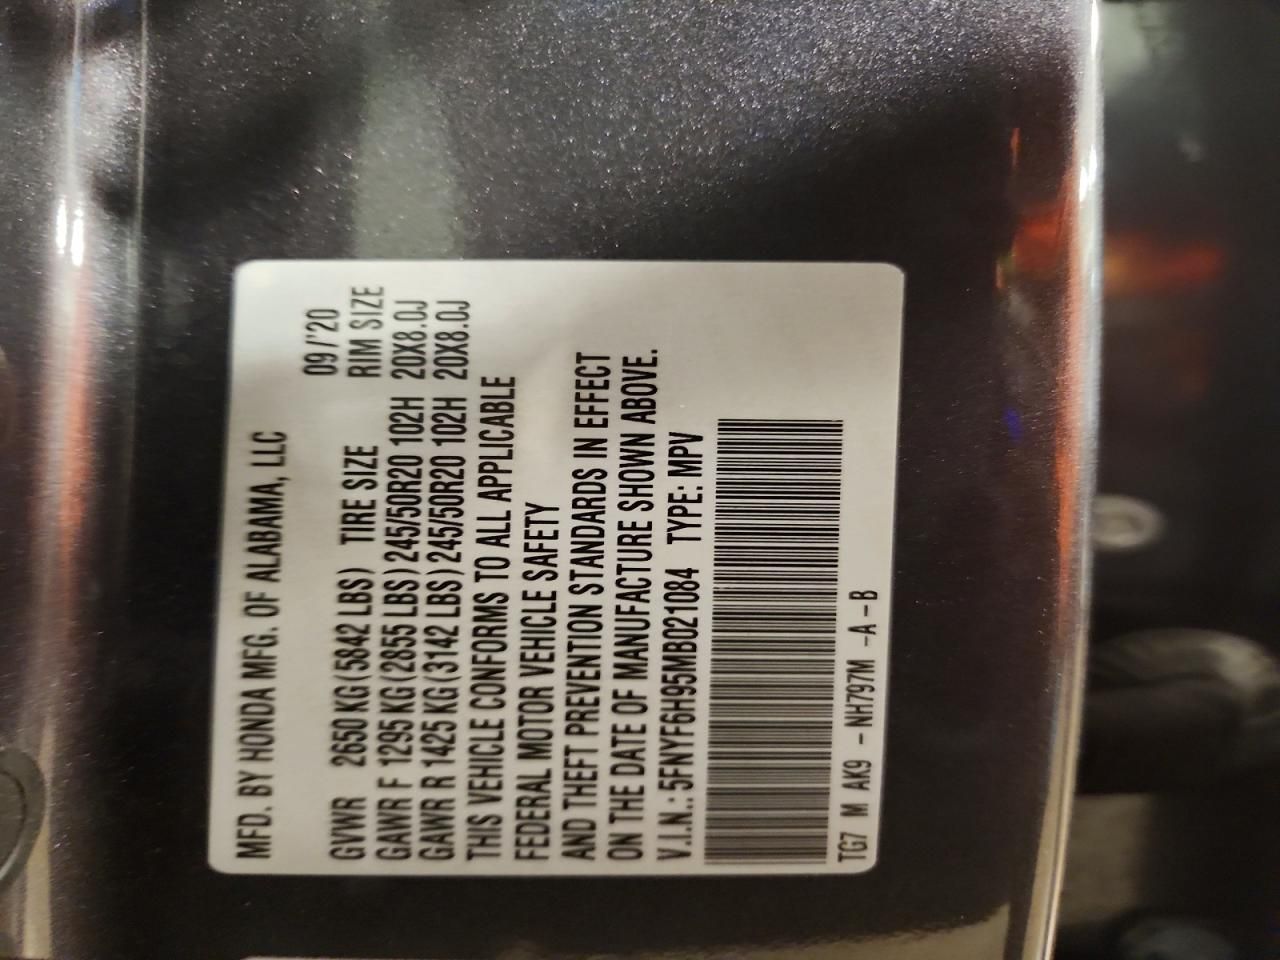 MFD. BY HONDA MFG. OF ALABAMA, LLC
09/'20
GVWR 2650 KG(5842 LBS) TIRE SIZE RIM SIZE
GAWR F 1295 KG(2855 LBS)245/50R20 102H 20X8.0J
GAWR R 1425 KG(3142 LBS)245/50R20 102H 20X8.0J
THIS VEHICLE CONFORMS TO ALL APPLICABLE
FEDERAL MOTOR VEHICLE SAFETY
AND THEFT PREVENTION STANDARDS IN EFFECT
ON THE DATE OF MANUFACTURE SHOWN ABOVE.
V.I.N.: 5FNYF6H95MB021084 TYPE: MPV
TG7 M AK9 -NH797M -A-B